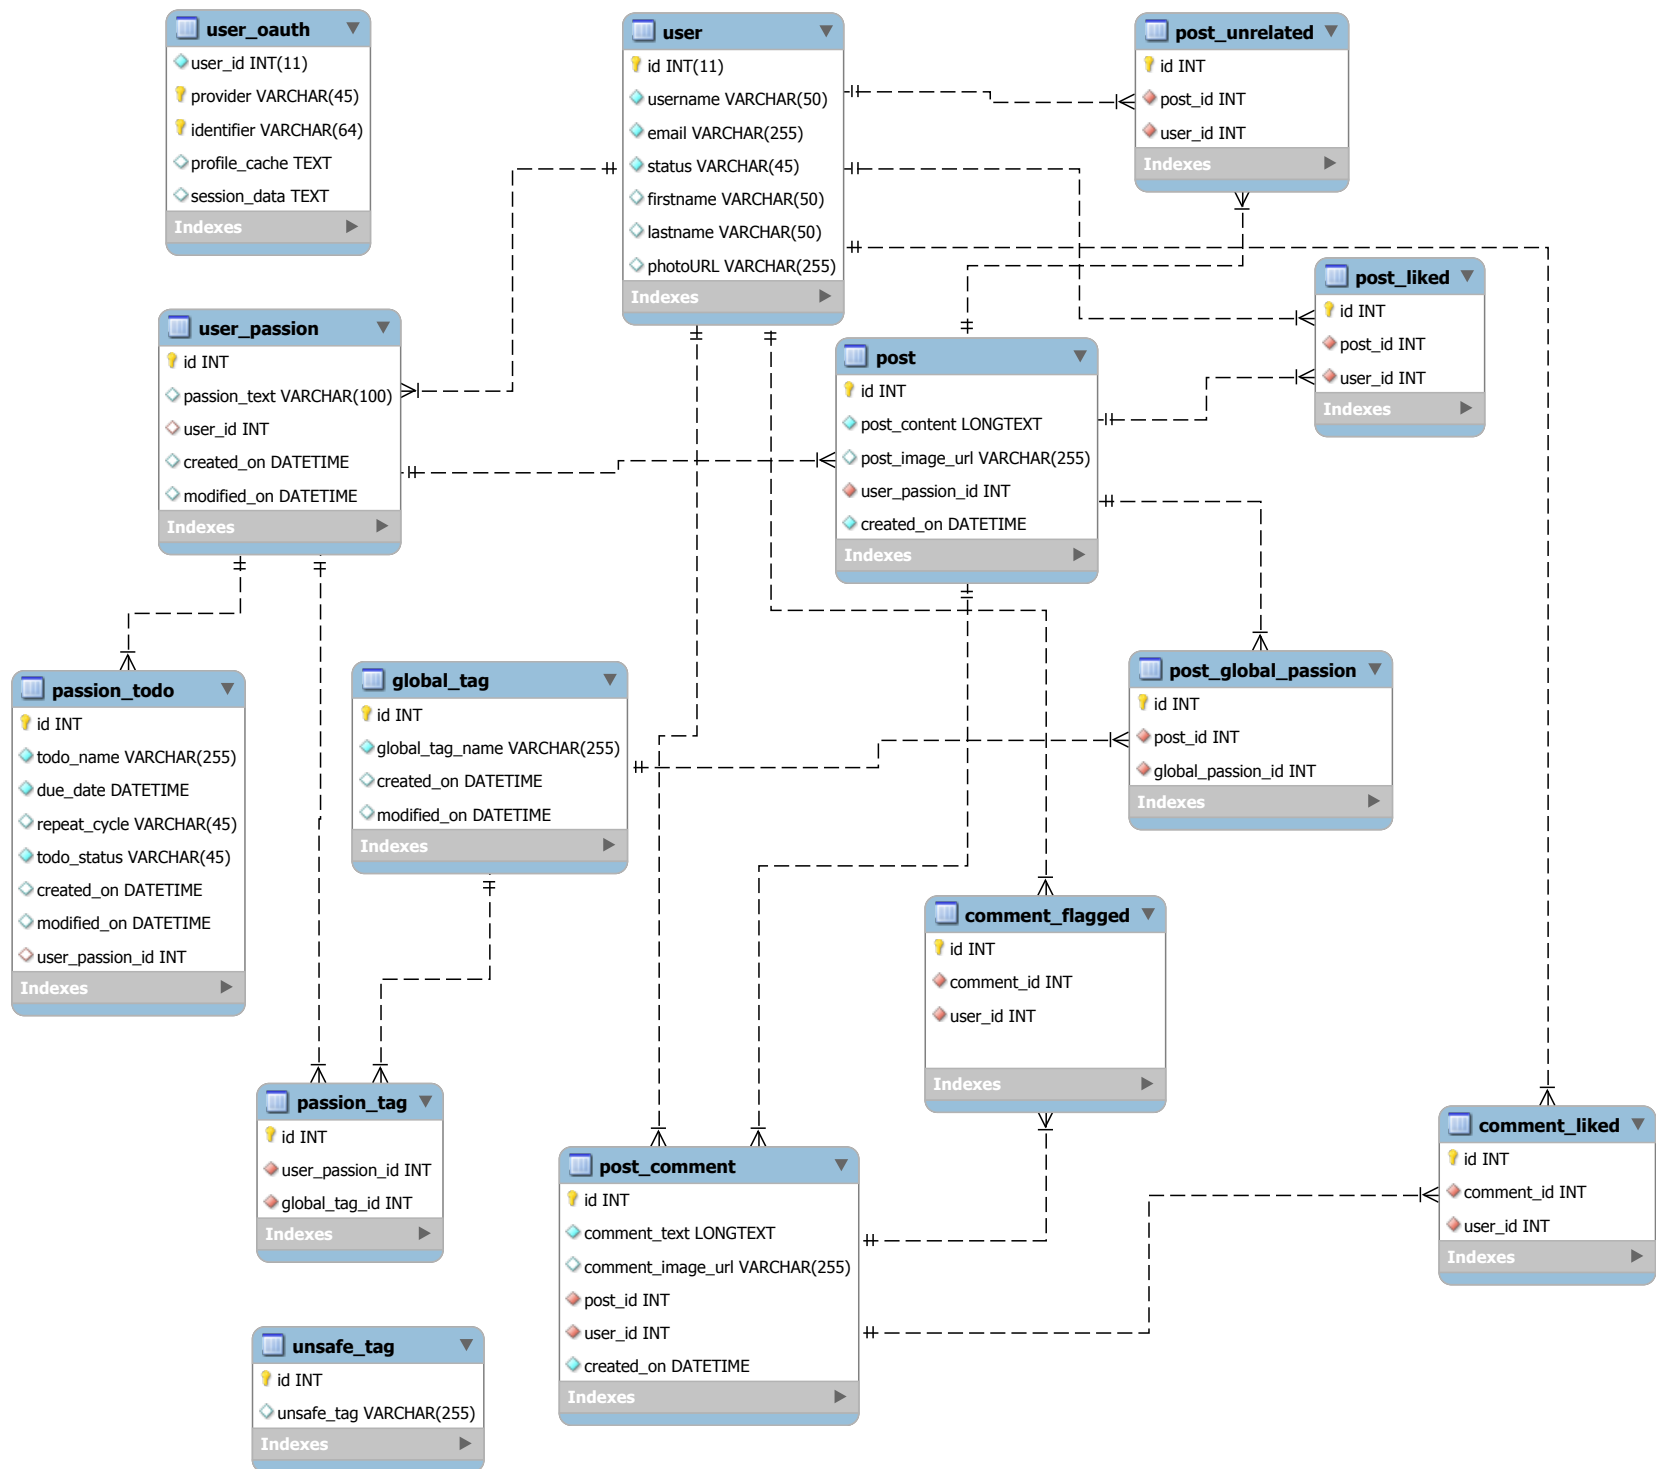 user_oauth
user_id INT(11)
provider VARCHAR(45)
identifier VARCHAR(64)
profile_cache TEXT
session_data TEXT
Indexes
user
id INT(11)
username VARCHAR(50)
email VARCHAR(255)
status VARCHAR(45)
firstname VARCHAR(50)
lastname VARCHAR(50)
photoURL VARCHAR(255)
Indexes
post_unrelated
id INT
post_id INT
user_id INT
Indexes
post_liked
id INT
post_id INT
user_id INT
Indexes
user_passion
id INT
passion_text VARCHAR(100)
user_id INT
created_on DATETIME
modified_on DATETIME
Indexes
post
id INT
post_content LONGTEXT
post_image_url VARCHAR(255)
user_passion_id INT
created_on DATETIME
Indexes
passion_todo
id INT
todo_name VARCHAR(255)
due_date DATETIME
repeat_cycle VARCHAR(45)
todo_status VARCHAR(45)
created_on DATETIME
modified_on DATETIME
user_passion_id INT
Indexes
global_tag
id INT
global_tag_name VARCHAR(255)
created_on DATETIME
modified_on DATETIME
Indexes
post_global_passion
id INT
post_id INT
global_passion_id INT
Indexes
comment_flagged
id INT
comment_id INT
user_id INT
Indexes
passion_tag
id INT
user_passion_id INT
global_tag_id INT
Indexes
post_comment
id INT
comment_text LONGTEXT
comment_image_url VARCHAR(255)
post_id INT
user_id INT
created_on DATETIME
Indexes
comment_liked
id INT
comment_id INT
user_id INT
Indexes
unsafe_tag
id INT
unsafe_tag VARCHAR(255)
Indexes